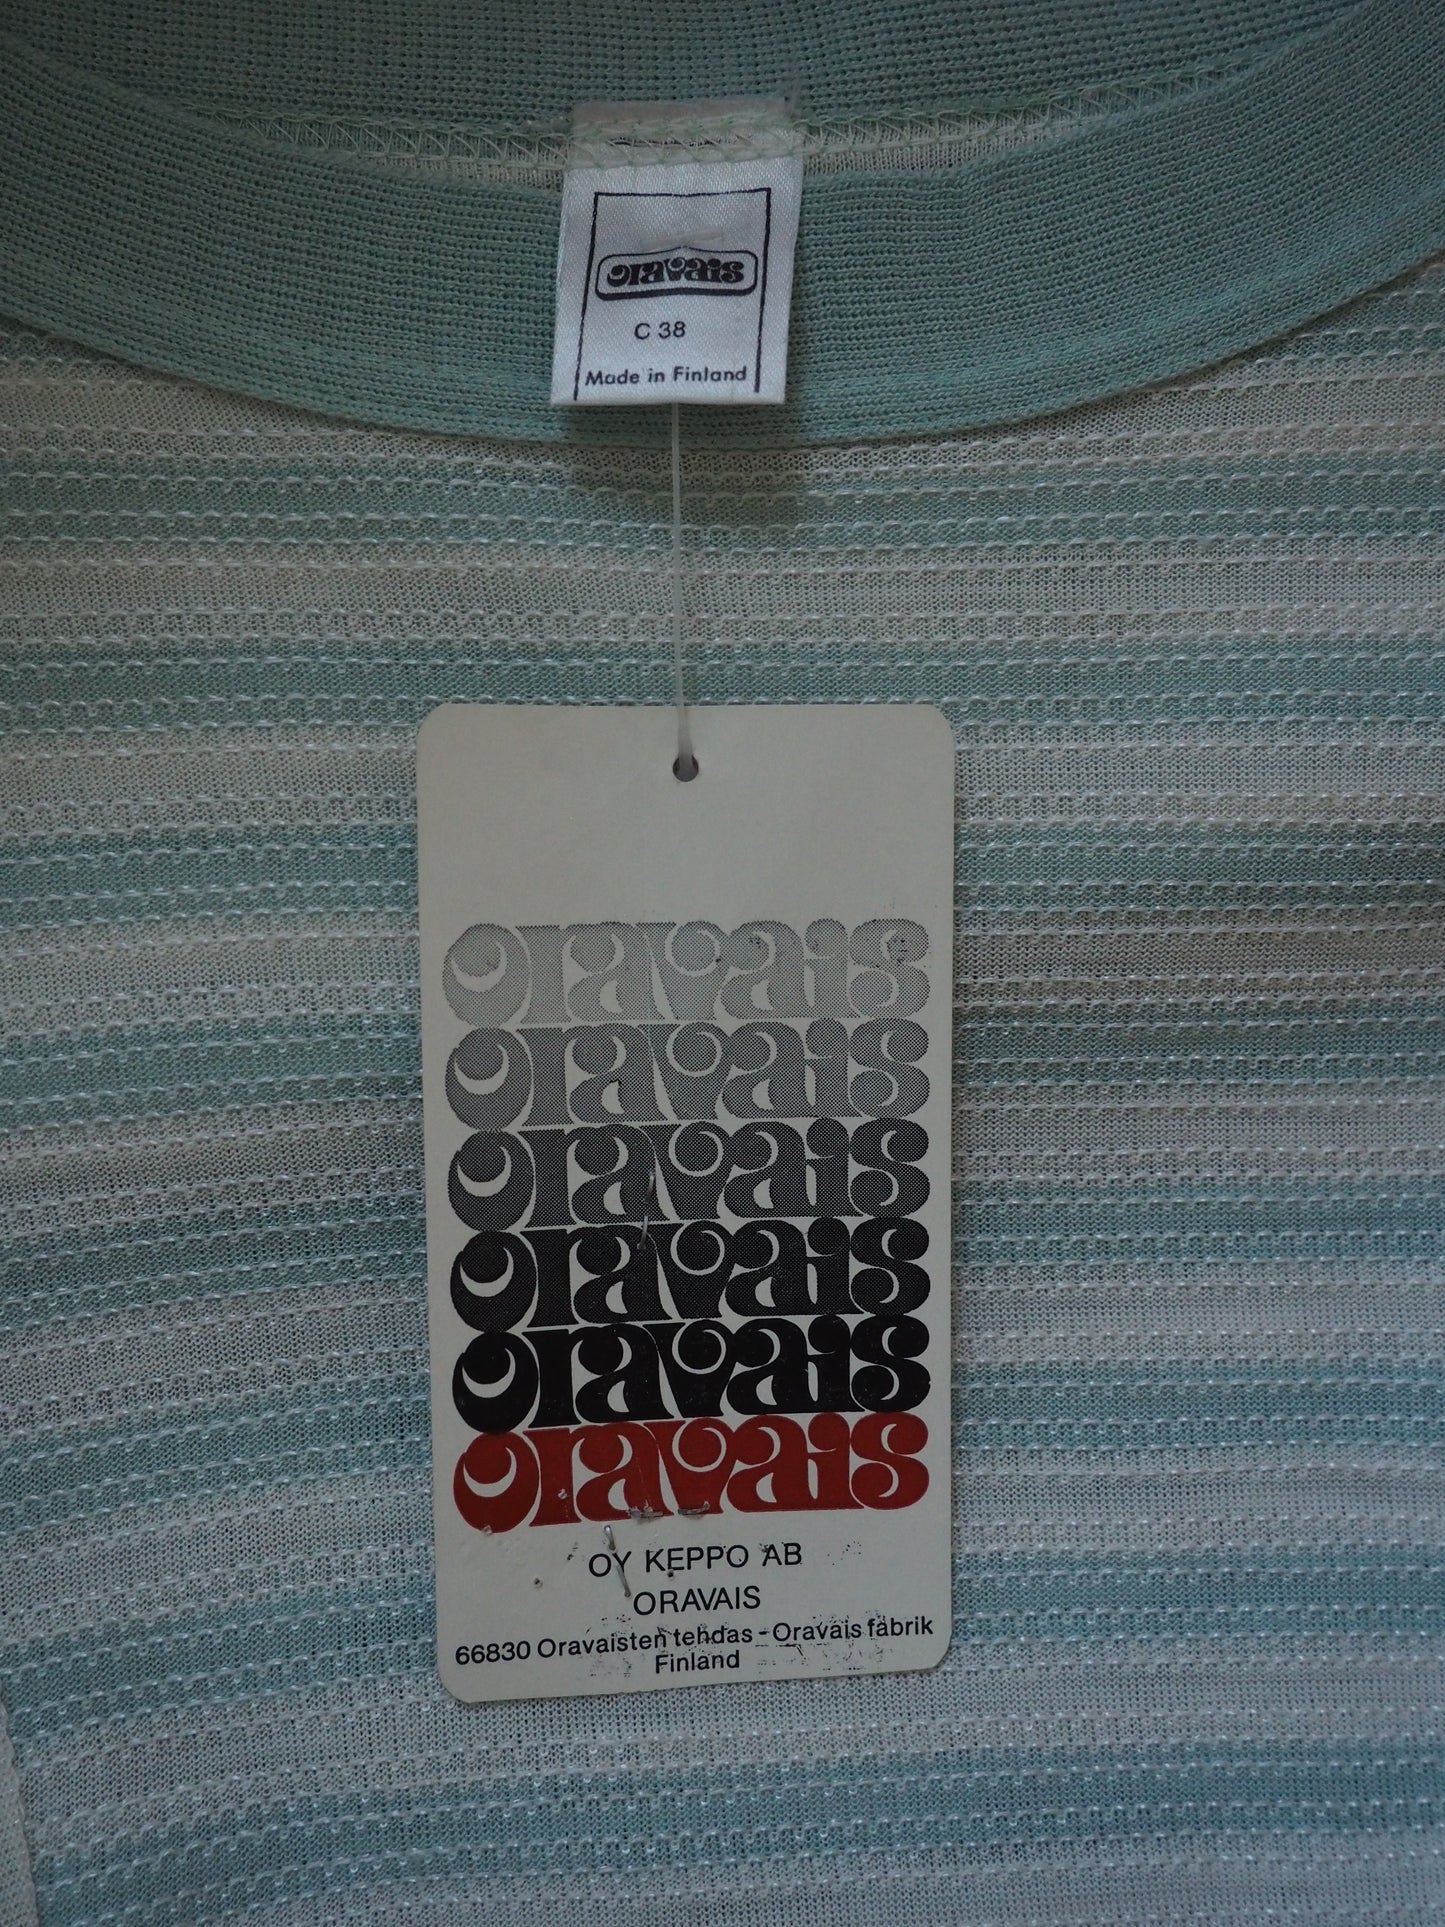 oravais
C 38
Made in Finland
oravais
oravais
oravais
oravais
oravais
oravais
OY KEPPO AB
ORAVAIS
66830 Oravaisten tehdas - Oravais fabrik
Finland